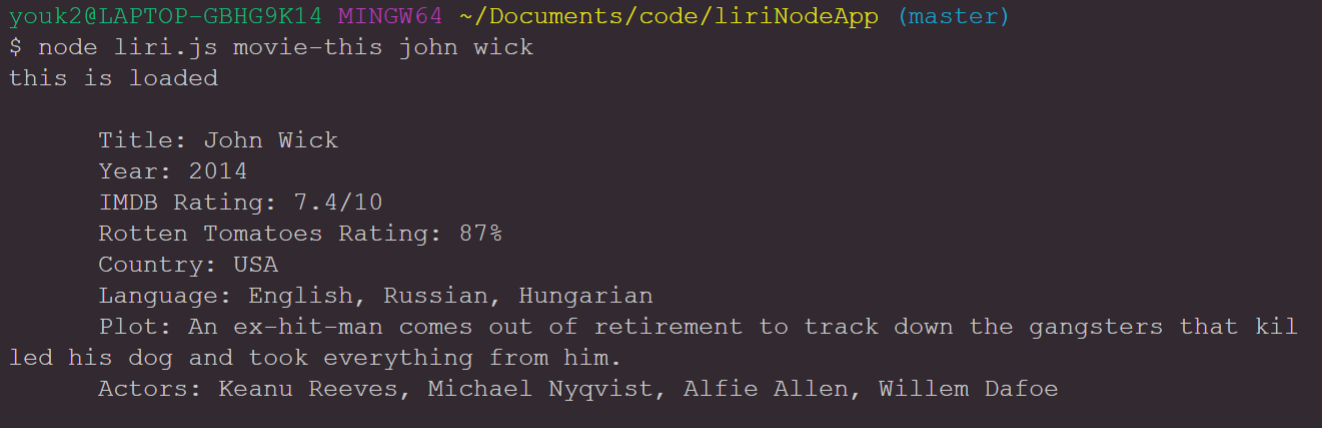 youk2@LAPTOP-GBHG9K14 MINGW64 ~/Documents/code/liriNodeApp (master)
$ node liri.js movie-this john wick
this is loaded
Title: John Wick
Year: 2014
IMDB Rating: 7.4/10
Rotten Tomatoes Rating: 87%
Country: USA
Language: English, Russian, Hungarian
Plot: An ex-hit-man comes out of retirement to track down the gangsters that kil
led his dog and took everything from him.
Actors: Keanu Reeves, Michael Nyqvist, Alfie Allen, Willem Dafoe